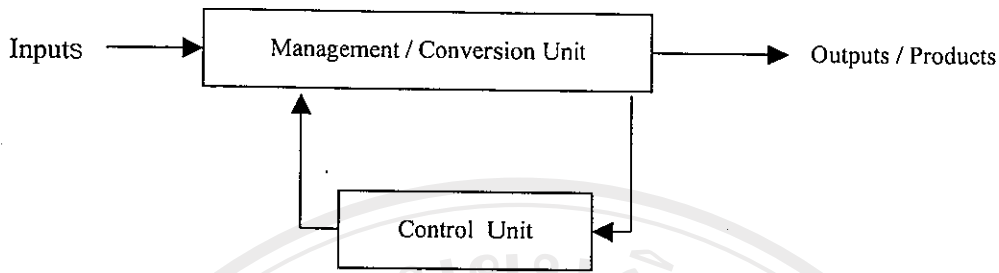 Inputs
Management / Conversion Unit
Outputs / Products
Control Unit